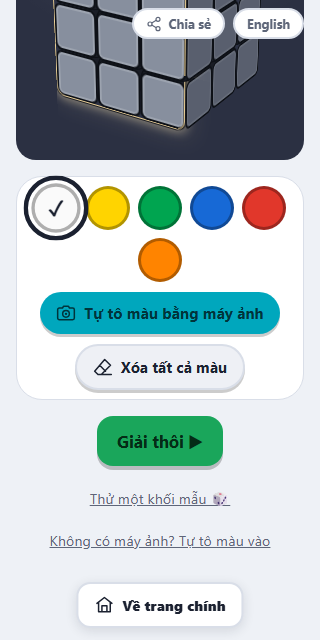 Chia sẻ
English
Tự tô màu bằng máy ảnh
Xóa tất cả màu
Giải thôi ▶
Thử một khối mẫu 🎲
Không có máy ảnh? Tự tô màu vào
Về trang chính